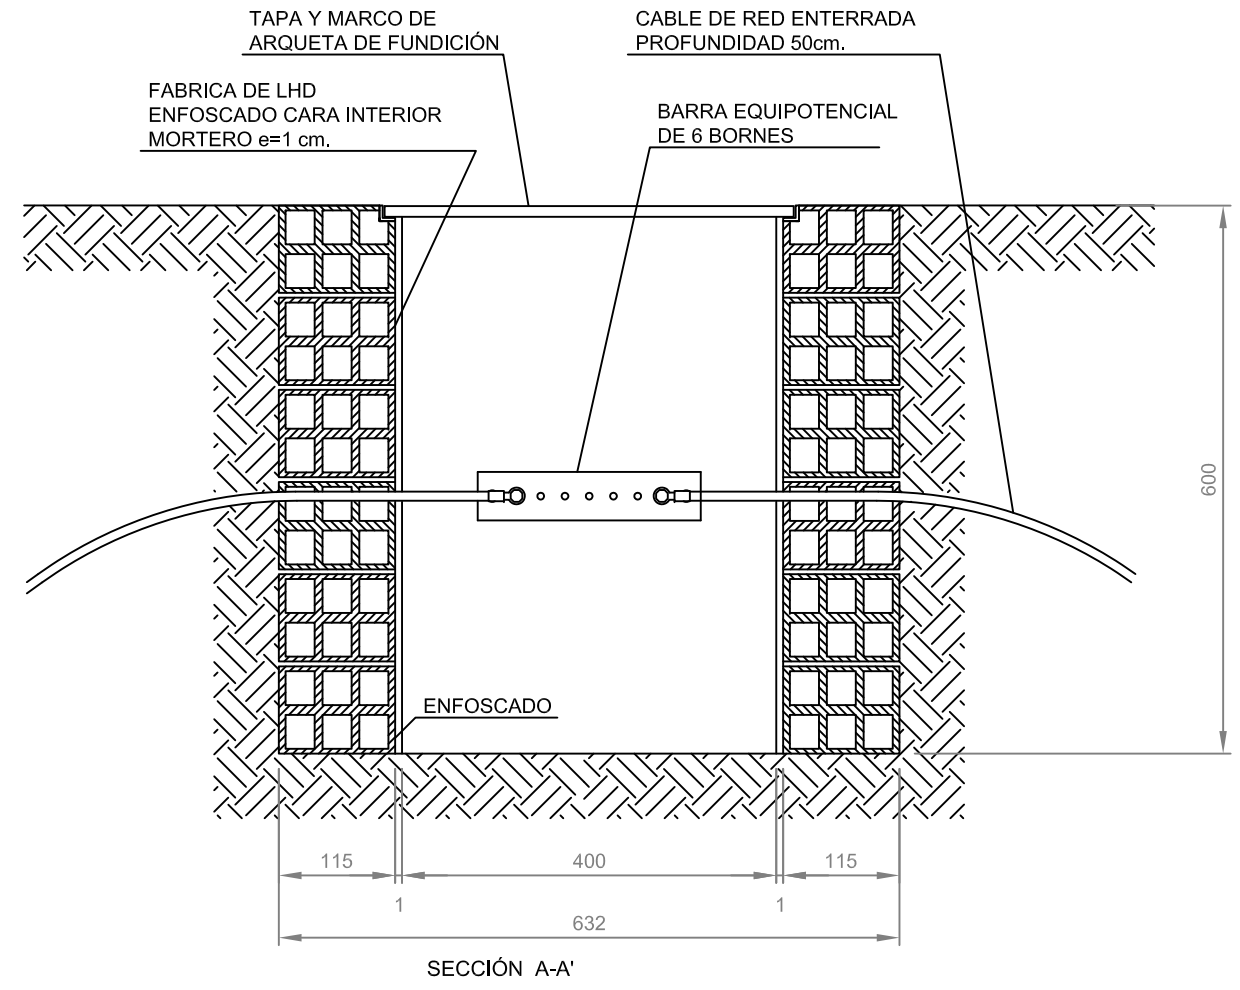 TAPA Y MARCO DE
ARQUETA DE FUNDICIÓN
CABLE DE RED ENTERRADA
PROFUNDIDAD 50cm.
FABRICA DE LHD
ENFOSCADO CARA INTERIOR
MORTERO e=1 cm.
BARRA EQUIPOTENCIAL
DE 6 BORNES
600
ENFOSCADO
115
400
115
1
1
632
SECCIÓN A-A'